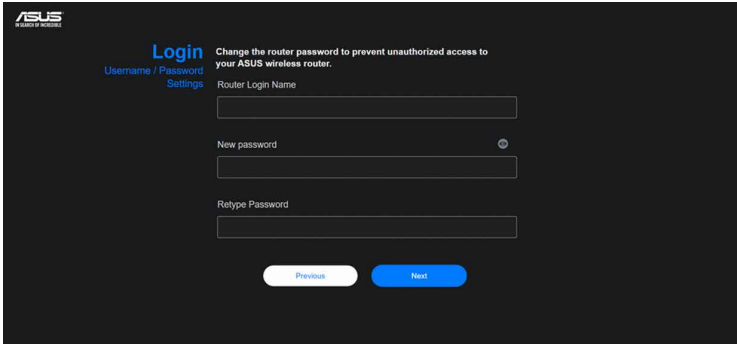 ASUS
IN SEARCH OF INCREDIBLE
Login
Username / Password
Settings
Change the router password to prevent unauthorized access to
your ASUS wireless router.
Router Login Name
New password
Retype Password
Previous
Next